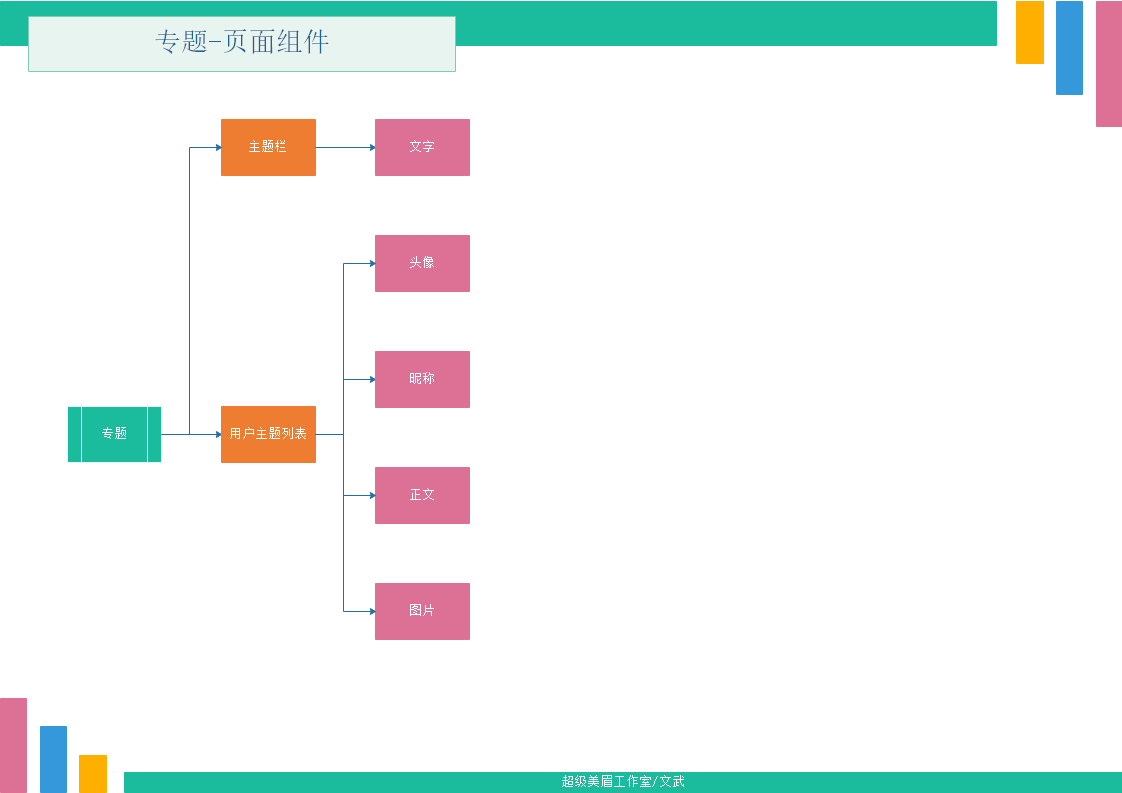 专题-页面组件
主题栏
文字
头像
昵称
专题
用户主题列表
正文
图片
超级美眉工作室/文武